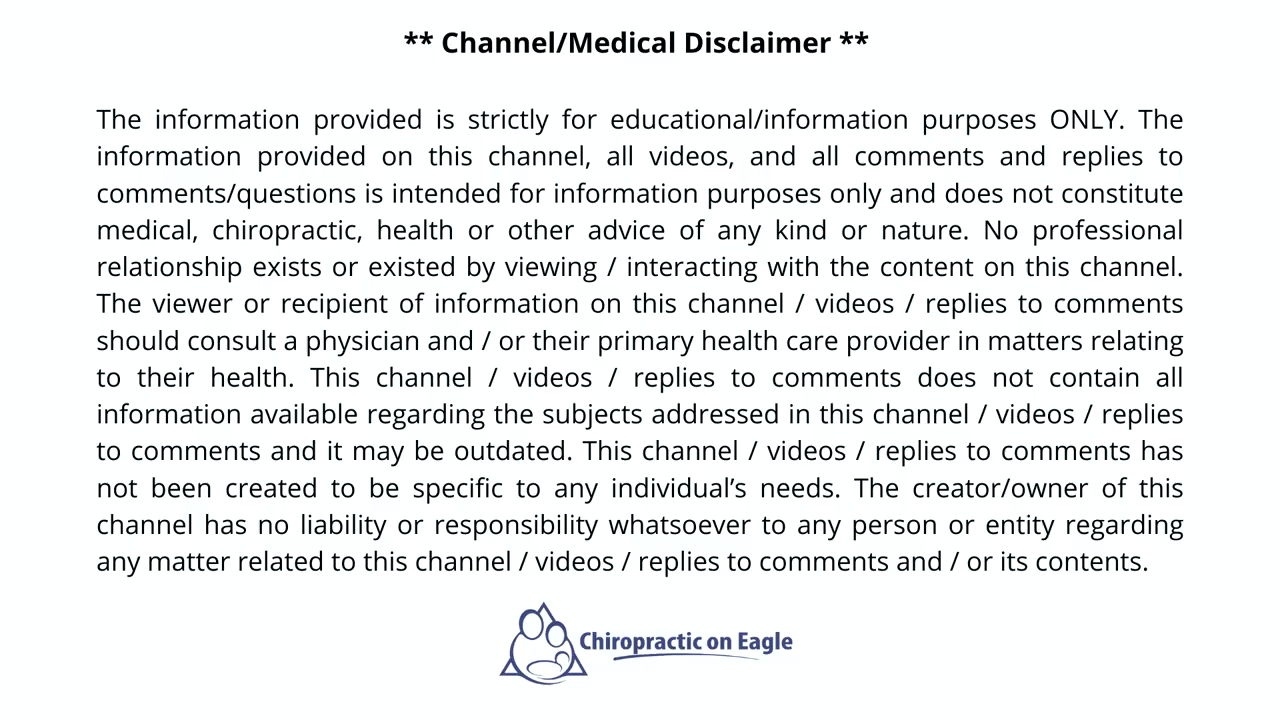 ** Channel/Medical Disclaimer **
The information provided is strictly for educational/information purposes ONLY. The
information provided on this channel, all videos, and all comments and replies to
comments/questions is intended for information purposes only and does not constitute
medical, chiropractic, health or other advice of any kind or nature. No professional
relationship exists or existed by viewing / interacting with the content on this channel.
The viewer or recipient of information on this channel / videos / replies to comments
should consult a physician and / or their primary health care provider in matters relating
to their health. This channel / videos / replies to comments does not contain all
information available regarding the subjects addressed in this channel / videos / replies
to comments and it may be outdated. This channel / videos / replies to comments has
not been created to be specific to any individual’s needs. The creator/owner of this
channel has no liability or responsibility whatsoever to any person or entity regarding
any matter related to this channel / videos / replies to comments and / or its contents.
Chiropractic on Eagle